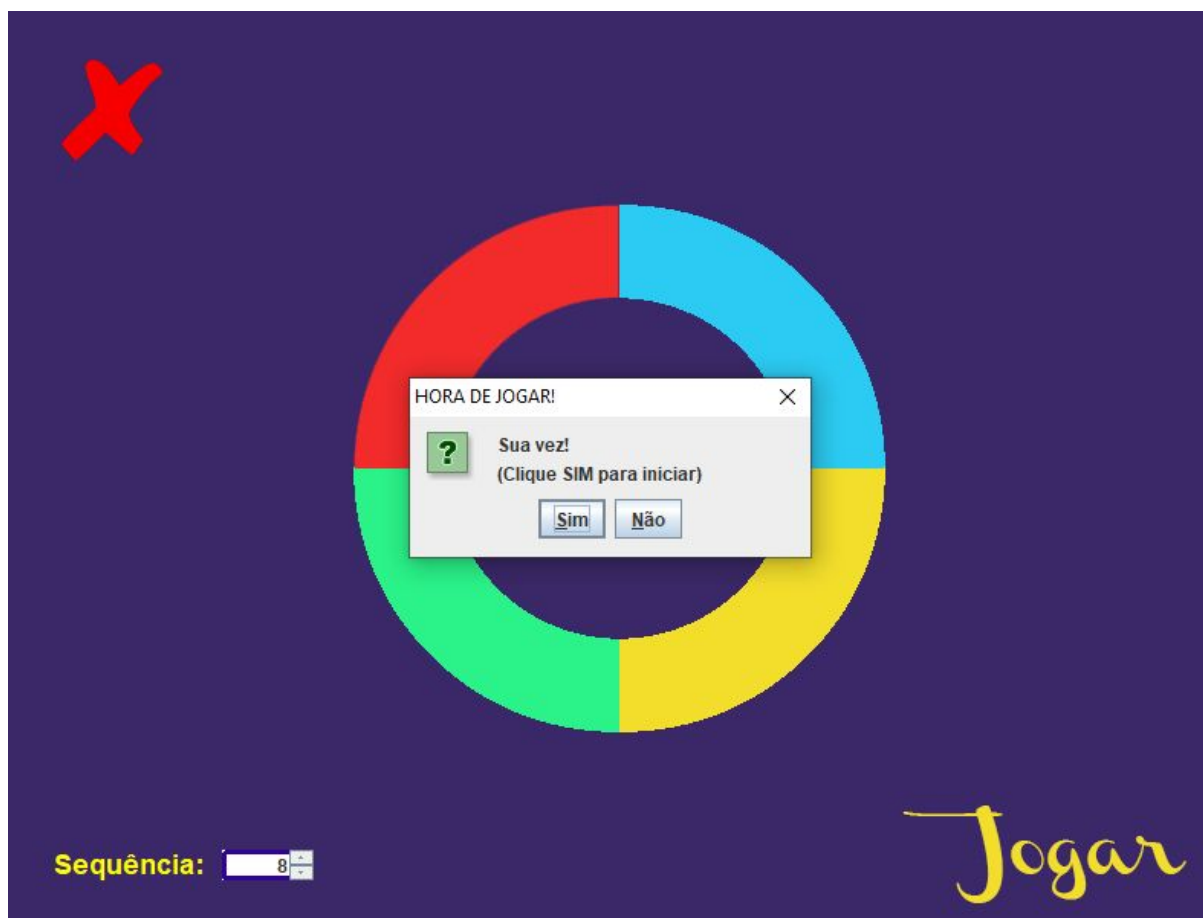 HORA DE JOGAR!
Sua vez!
(Clique SIM para iniciar)
Sim Não
Sequência: 8
Jogar